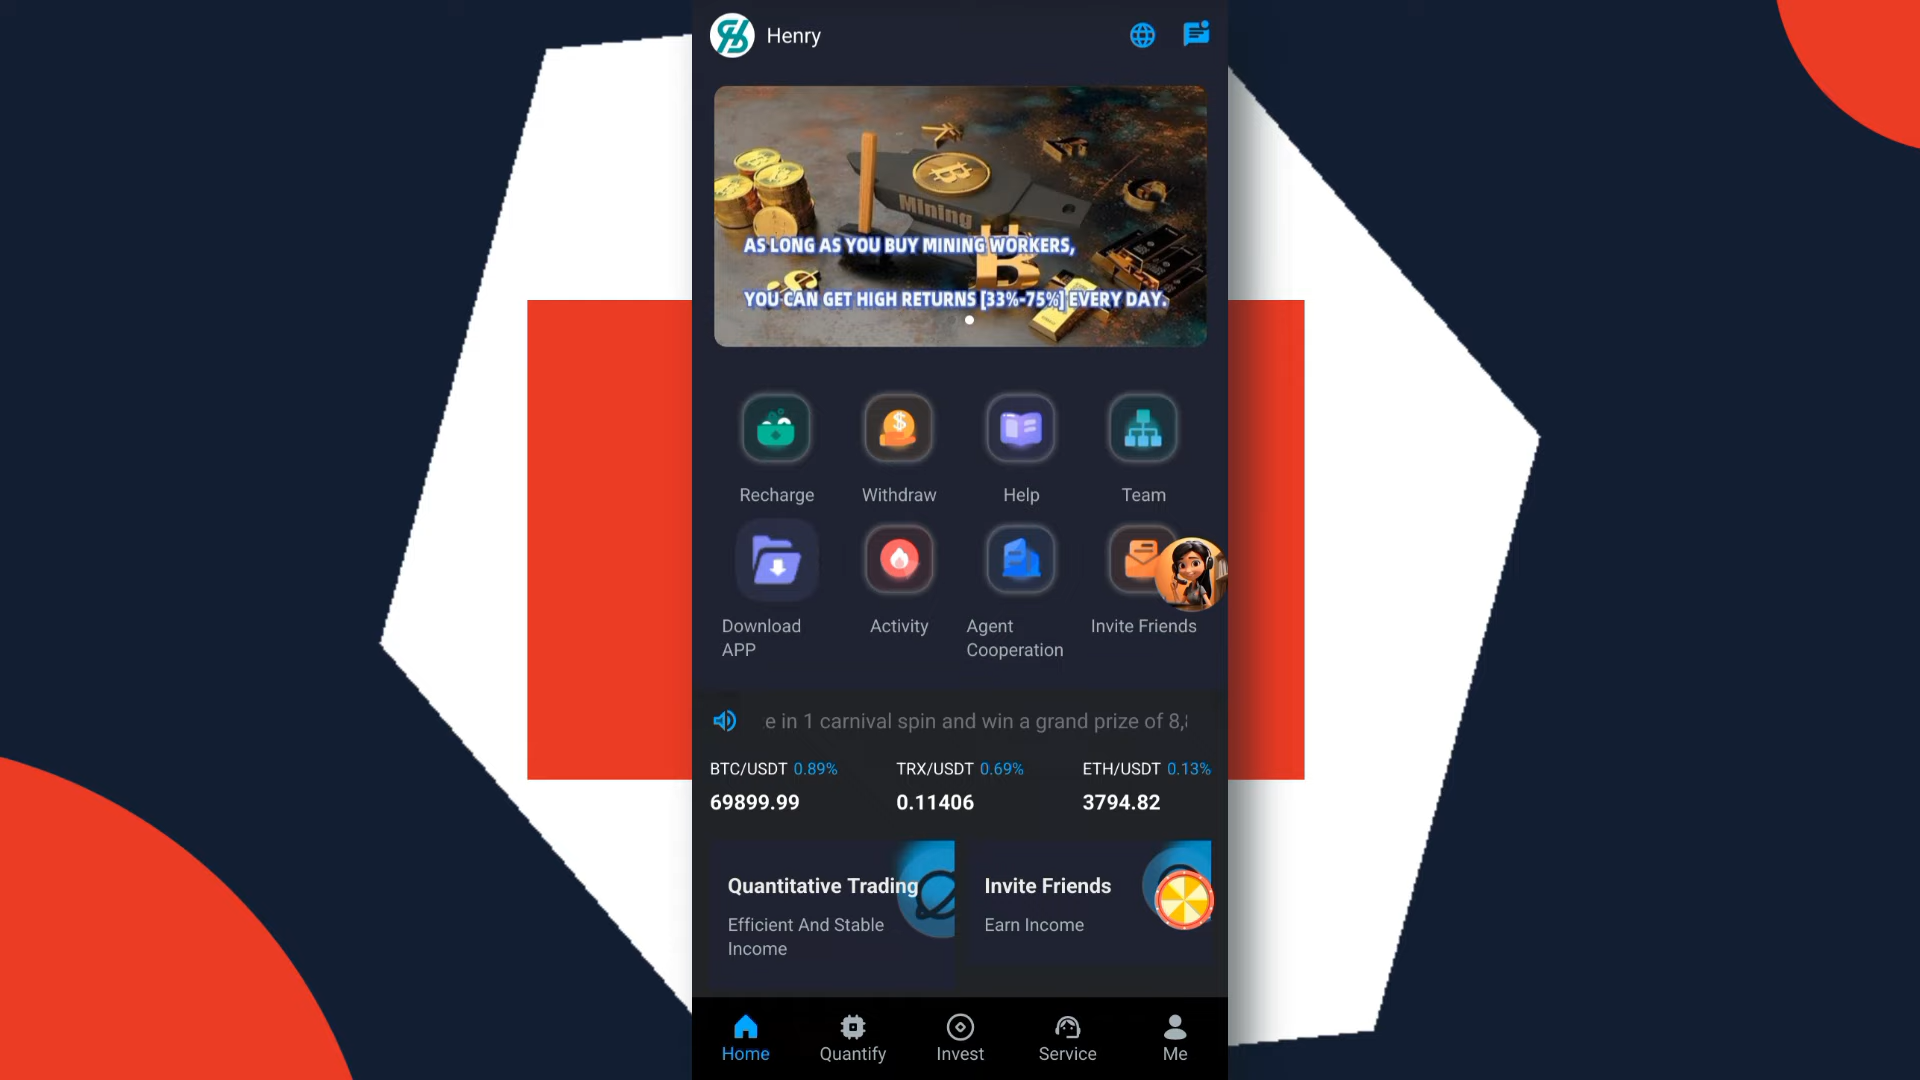 Henry
Mining
AS LONG AS YOU BUY MINING WORKERS,
YOU CAN GET HIGH RETURNS [33%-75%] EVERY DAY.
Recharge
Withdraw
Help
Team
Download
APP
Activity
Agent
Cooperation
Invite Friends
e in 1 carnival spin and win a grand prize of 8,
BTC/USDT 0.89%
TRX/USDT 0.69%
ETH/USDT 0.13%
69899.99
0.11406
3794.82
Quantitative Trading
Efficient And Stable
Income
Invite Friends
Earn Income
Home
Quantify
Invest
Service
Me